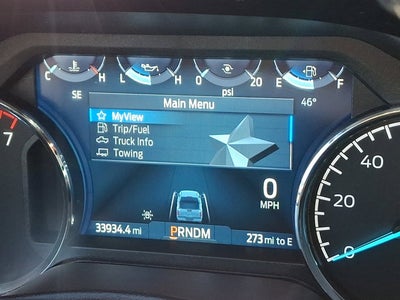 C H L H 0 20 E F
psi
SE 46°
Main Menu
MyView
Trip/Fuel
Truck Info
Towing
0
MPH
33934.4 mi PRNDM 273 mi to E
7
40
20
0